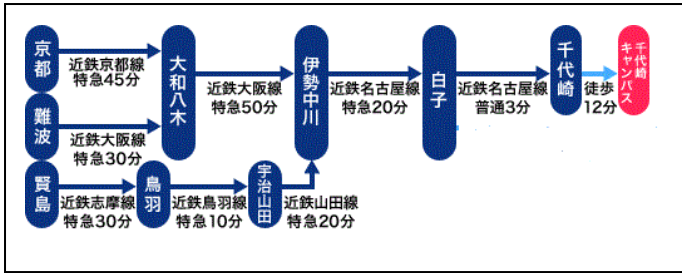 京都
近鉄京都線
特急45分
難波
近鉄大阪線
特急30分
大和八木
近鉄大阪線
特急50分
伊勢中川
近鉄名古屋線
特急20分
白子
近鉄名古屋線
普通3分
千代崎
徒歩
12分
千代崎
キャンパス
賢島
近鉄志摩線
特急30分
鳥羽
近鉄鳥羽線
特急10分
宇治山田
近鉄山田線
特急20分